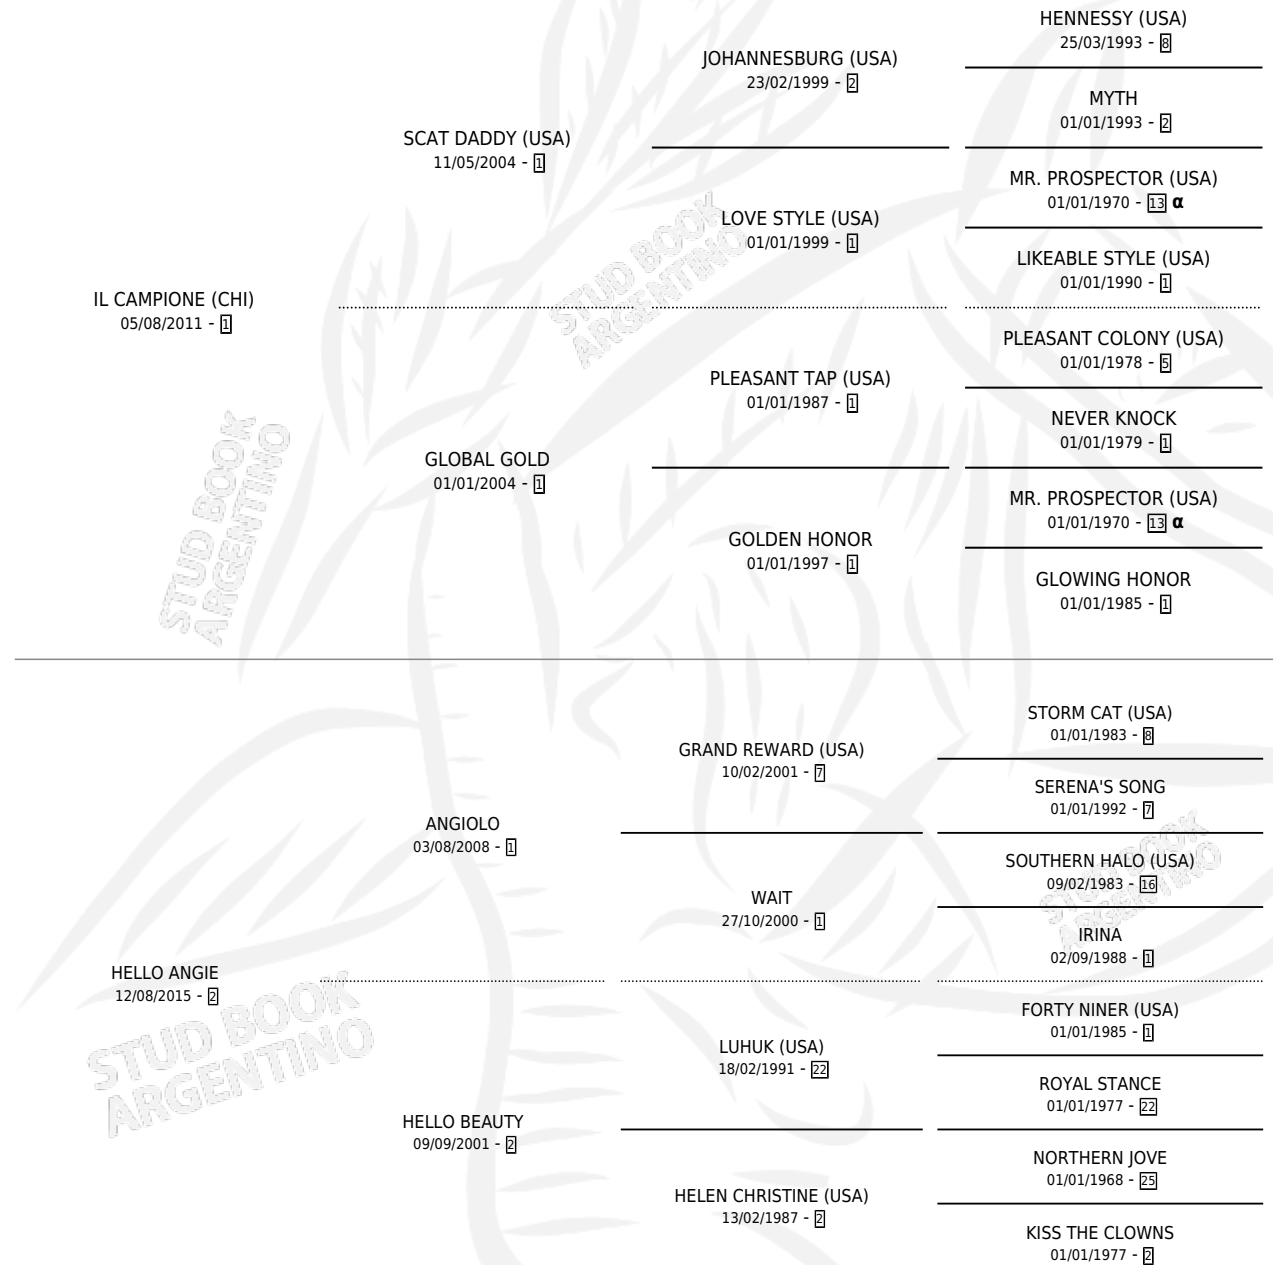 HENNESSY (USA)
25/03/1993 - 8
JOHANNESBURG (USA)
23/02/1999 - 2
MYTH
01/01/1993 - 2
SCAT DADDY (USA)
11/05/2004 - 1
MR. PROSPECTOR (USA)
01/01/1970 - 13 α
LOVE STYLE (USA)
01/01/1999 - 1
LIKEABLE STYLE (USA)
01/01/1990 - 1
IL CAMPIONE (CHI)
05/08/2011 - 1
PLEASANT COLONY (USA)
01/01/1978 - 5
PLEASANT TAP (USA)
01/01/1987 - 1
NEVER KNOCK
01/01/1979 - 1
GLOBAL GOLD
01/01/2004 - 1
MR. PROSPECTOR (USA)
01/01/1970 - 13 α
GOLDEN HONOR
01/01/1997 - 1
GLOWING HONOR
01/01/1985 - 1
STORM CAT (USA)
01/01/1983 - 8
GRAND REWARD (USA)
10/02/2001 - 7
SERENA'S SONG
01/01/1992 - 7
ANGIOLO
03/08/2008 - 1
SOUTHERN HALO (USA)
09/02/1983 - 16
WAIT
27/10/2000 - 1
IRINA
02/09/1988 - 1
HELLO ANGIE
12/08/2015 - 2
FORTY NINER (USA)
01/01/1985 - 1
LUHUK (USA)
18/02/1991 - 22
ROYAL STANCE
01/01/1977 - 22
HELLO BEAUTY
09/09/2001 - 2
NORTHERN JOVE
01/01/1968 - 25
HELEN CHRISTINE (USA)
13/02/1987 - 2
KISS THE CLOWNS
01/01/1977 - 2
STUD BOOK
ARGENTINO
STUD BOOK
ARGENTINO
STUD BOOK
ARGENTINO
STUD BOOK
ARGENTINO